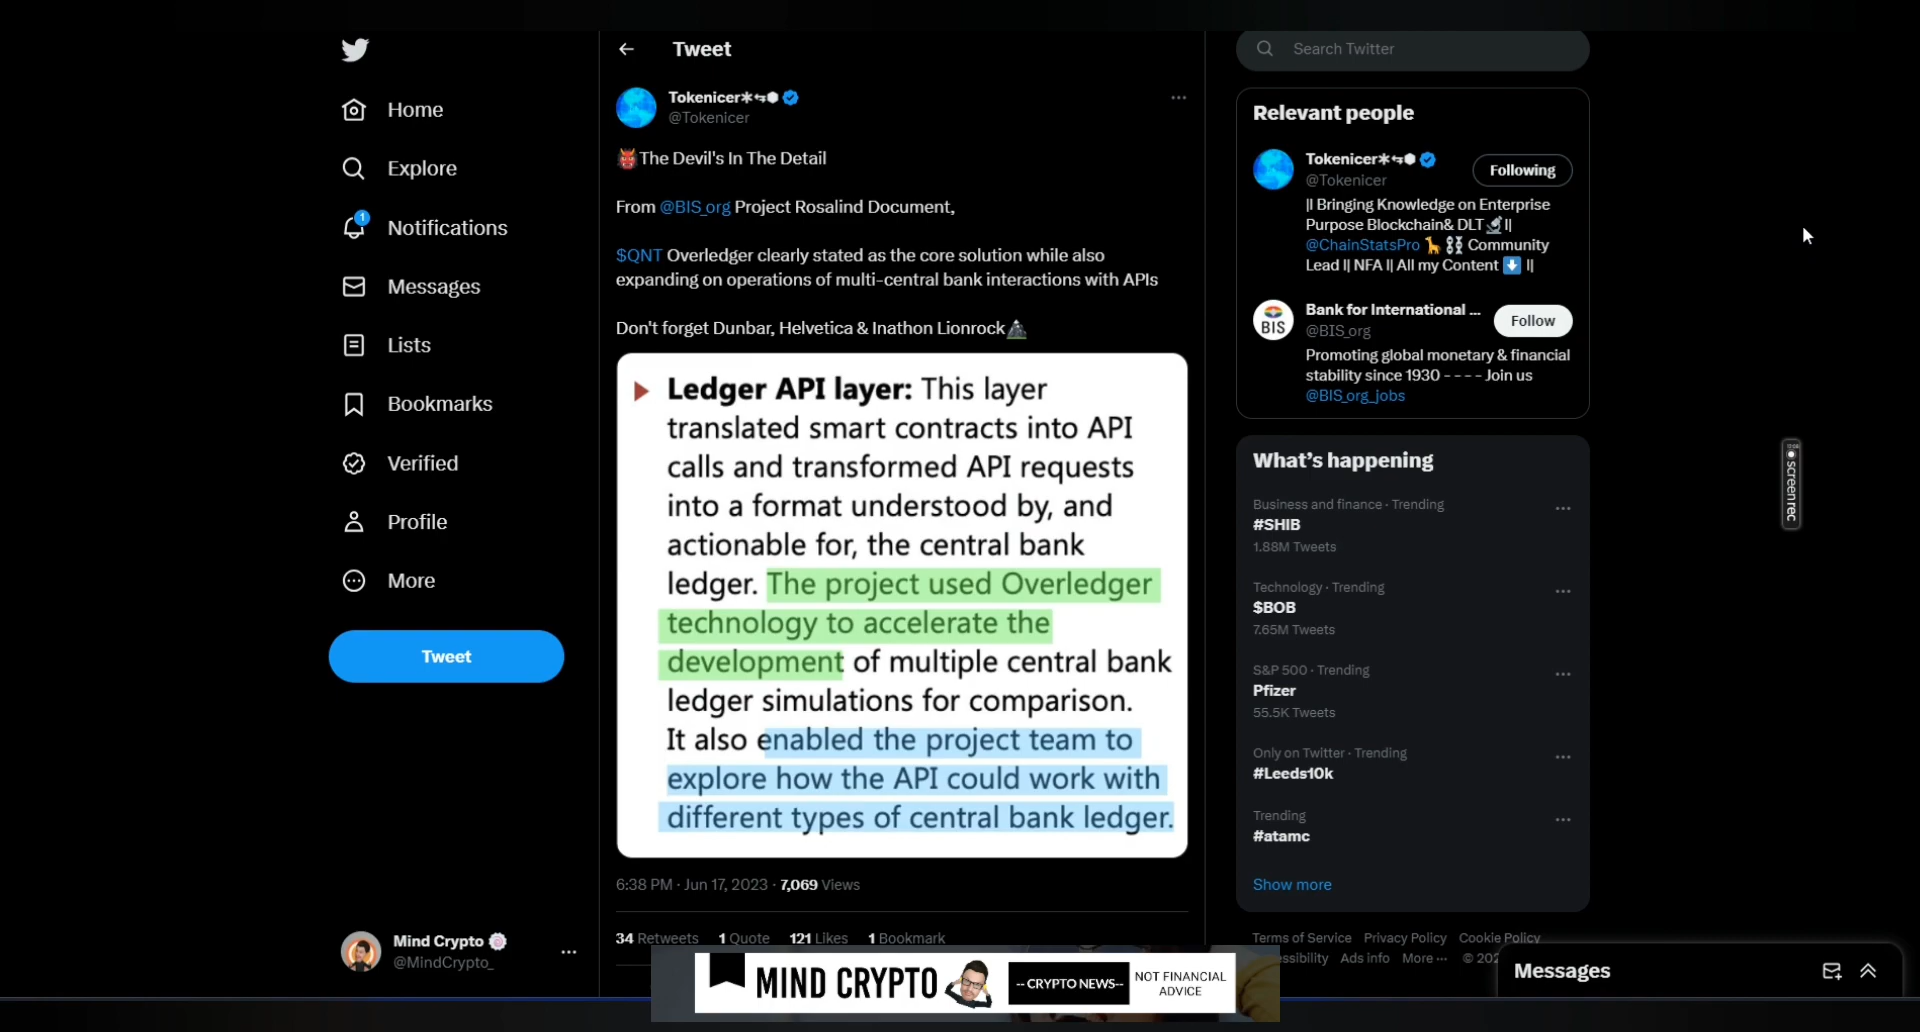 Home
Explore
1
Notifications
Messages
Lists
Bookmarks
Verified
Profile
More
Tweet
Mind Crypto
@MindCrypto_
Tweet
Tokenicer
@Tokenicer
👹The Devil's In The Detail
From @BIS_org Project Rosalind Document,
$QNT Overledger clearly stated as the core solution while also
expanding on operations of multi-central bank interactions with APIs
Don't forget Dunbar, Helvetica & Inathon Lionrock
Ledger API layer: This layer
translated smart contracts into API
calls and transformed API requests
into a format understood by, and
actionable for, the central bank
ledger. The project used Overledger
technology to accelerate the
development of multiple central bank
ledger simulations for comparison.
It also enabled the project team to
explore how the API could work with
different types of central bank ledger.
6:38 PM · Jun 17, 2023 · 7,069 Views
34 Retweets 1 Quote 121 Likes 1 Bookmark
MIND CRYPTO
-- CRYPTO NEWS--
NOT FINANCIAL
ADVICE
Search Twitter
Relevant people
Tokenicer
@Tokenicer
Following
|| Bringing Knowledge on Enterprise
Purpose Blockchain& DLT🔬||
@ChainStatsPro 🦒⛓ Community
Lead || NFA || All my Content ⬇️ ||
BIS
Bank for International ...
@BIS_org
Follow
Promoting global monetary & financial
stability since 1930 - - - - Join us
@BIS_org_jobs
What's happening
Business and finance · Trending
#SHIB
1.88M Tweets
Technology · Trending
$BOB
7.65M Tweets
S&P 500 · Trending
Pfizer
55.5K Tweets
Only on Twitter · Trending
#Leeds10k
Trending
#atamc
Show more
Terms of Service Privacy Policy Cookie Policy
Ads info More ···
Messages
screenrec